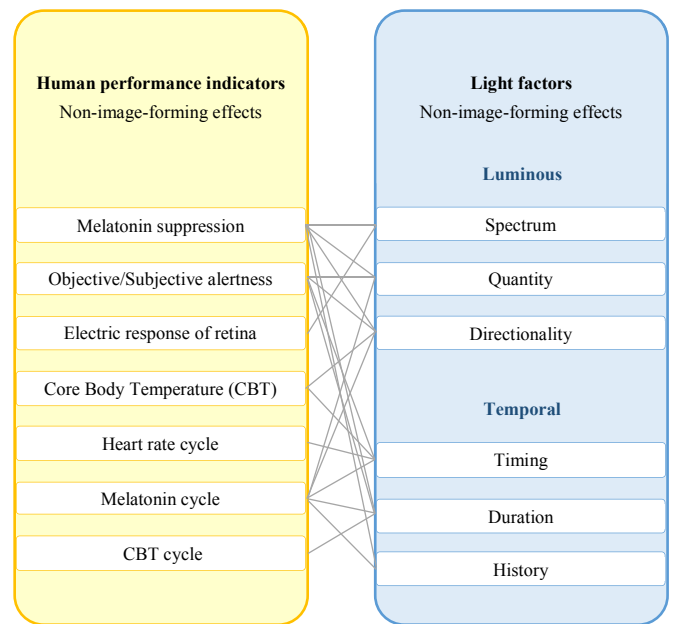 Human performance indicators
Non-image-forming effects
Melatonin suppression
Objective/Subjective alertness
Electric response of retina
Core Body Temperature (CBT)
Heart rate cycle
Melatonin cycle
CBT cycle
Light factors
Non-image-forming effects
Luminous
Spectrum
Quantity
Directionality
Temporal
Timing
Duration
History